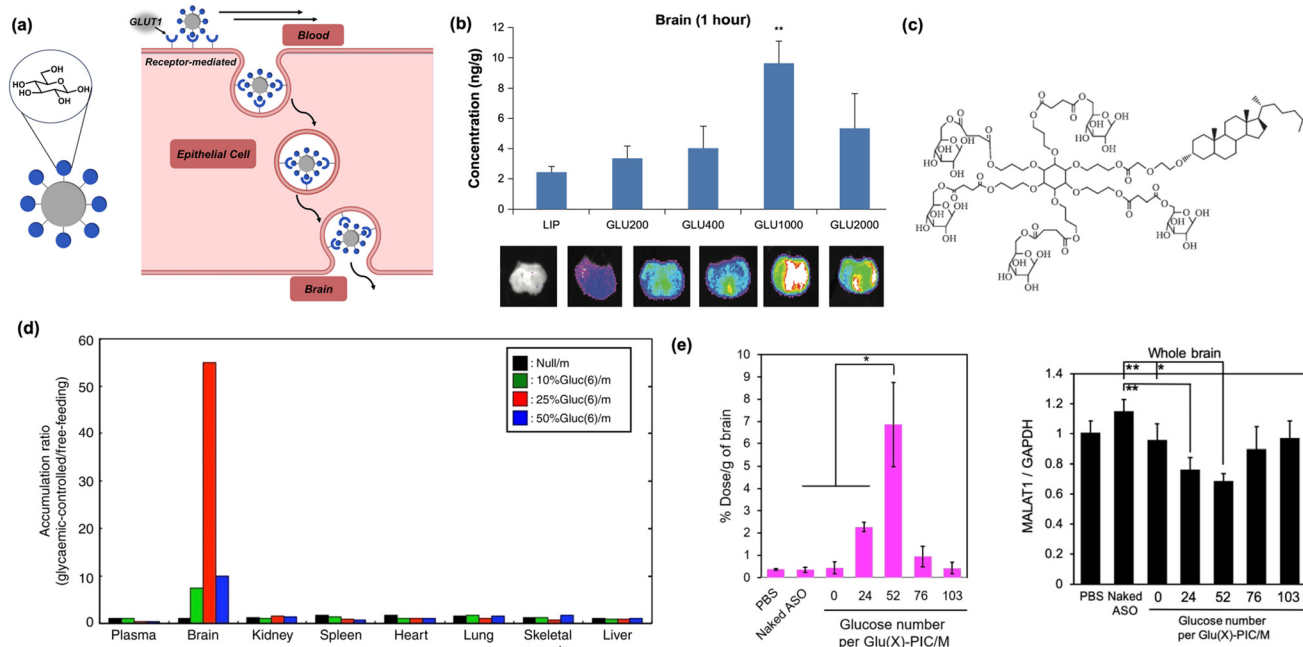 (a)
GLUT1
Blood
Receptor-mediated
OH
HO
HO
O
OH
OH
Epithelial Cell
Brain
(b)
Brain (1 hour)
Concentration (ng/g)
12
10
8
6
4
2
0
**
LIP
GLU200
GLU400
GLU1000
GLU2000
(c)
(d)
Accumulation ratio
(glycaemic-controlled/free-feeding)
60
50
40
30
20
10
0
: Null/m
: 10%Gluc(6)/m
: 25%Gluc(6)/m
: 50%Gluc(6)/m
Plasma
Brain
Kidney
Spleen
Heart
Lung
Skeletal
Liver
(e)
% Dose/g of brain
10
9
8
7
6
5
4
3
2
1
0
*
PBS
Naked ASO
0
24
52
76
103
Glucose number
per Glu(X)-PIC/M
Whole brain
MALAT1 / GAPDH
1.4
1.2
1
0.8
0.6
0.4
0.2
0
**
*
**
PBS
Naked
ASO
0
24
52
76
103
Glucose number
per Glu(X)-PIC/M